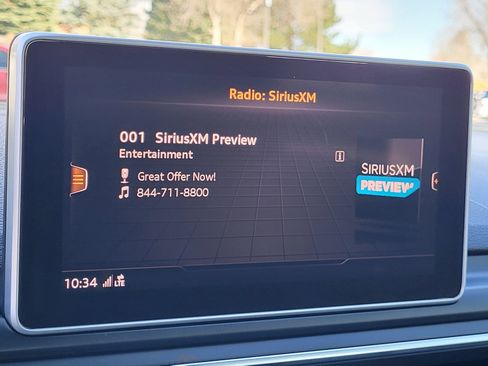 Radio: SiriusXM
001 SiriusXM Preview
Entertainment
Great Offer Now!
844-711-8800
SIRIUSXM
PREVIEW
10:34 LTE